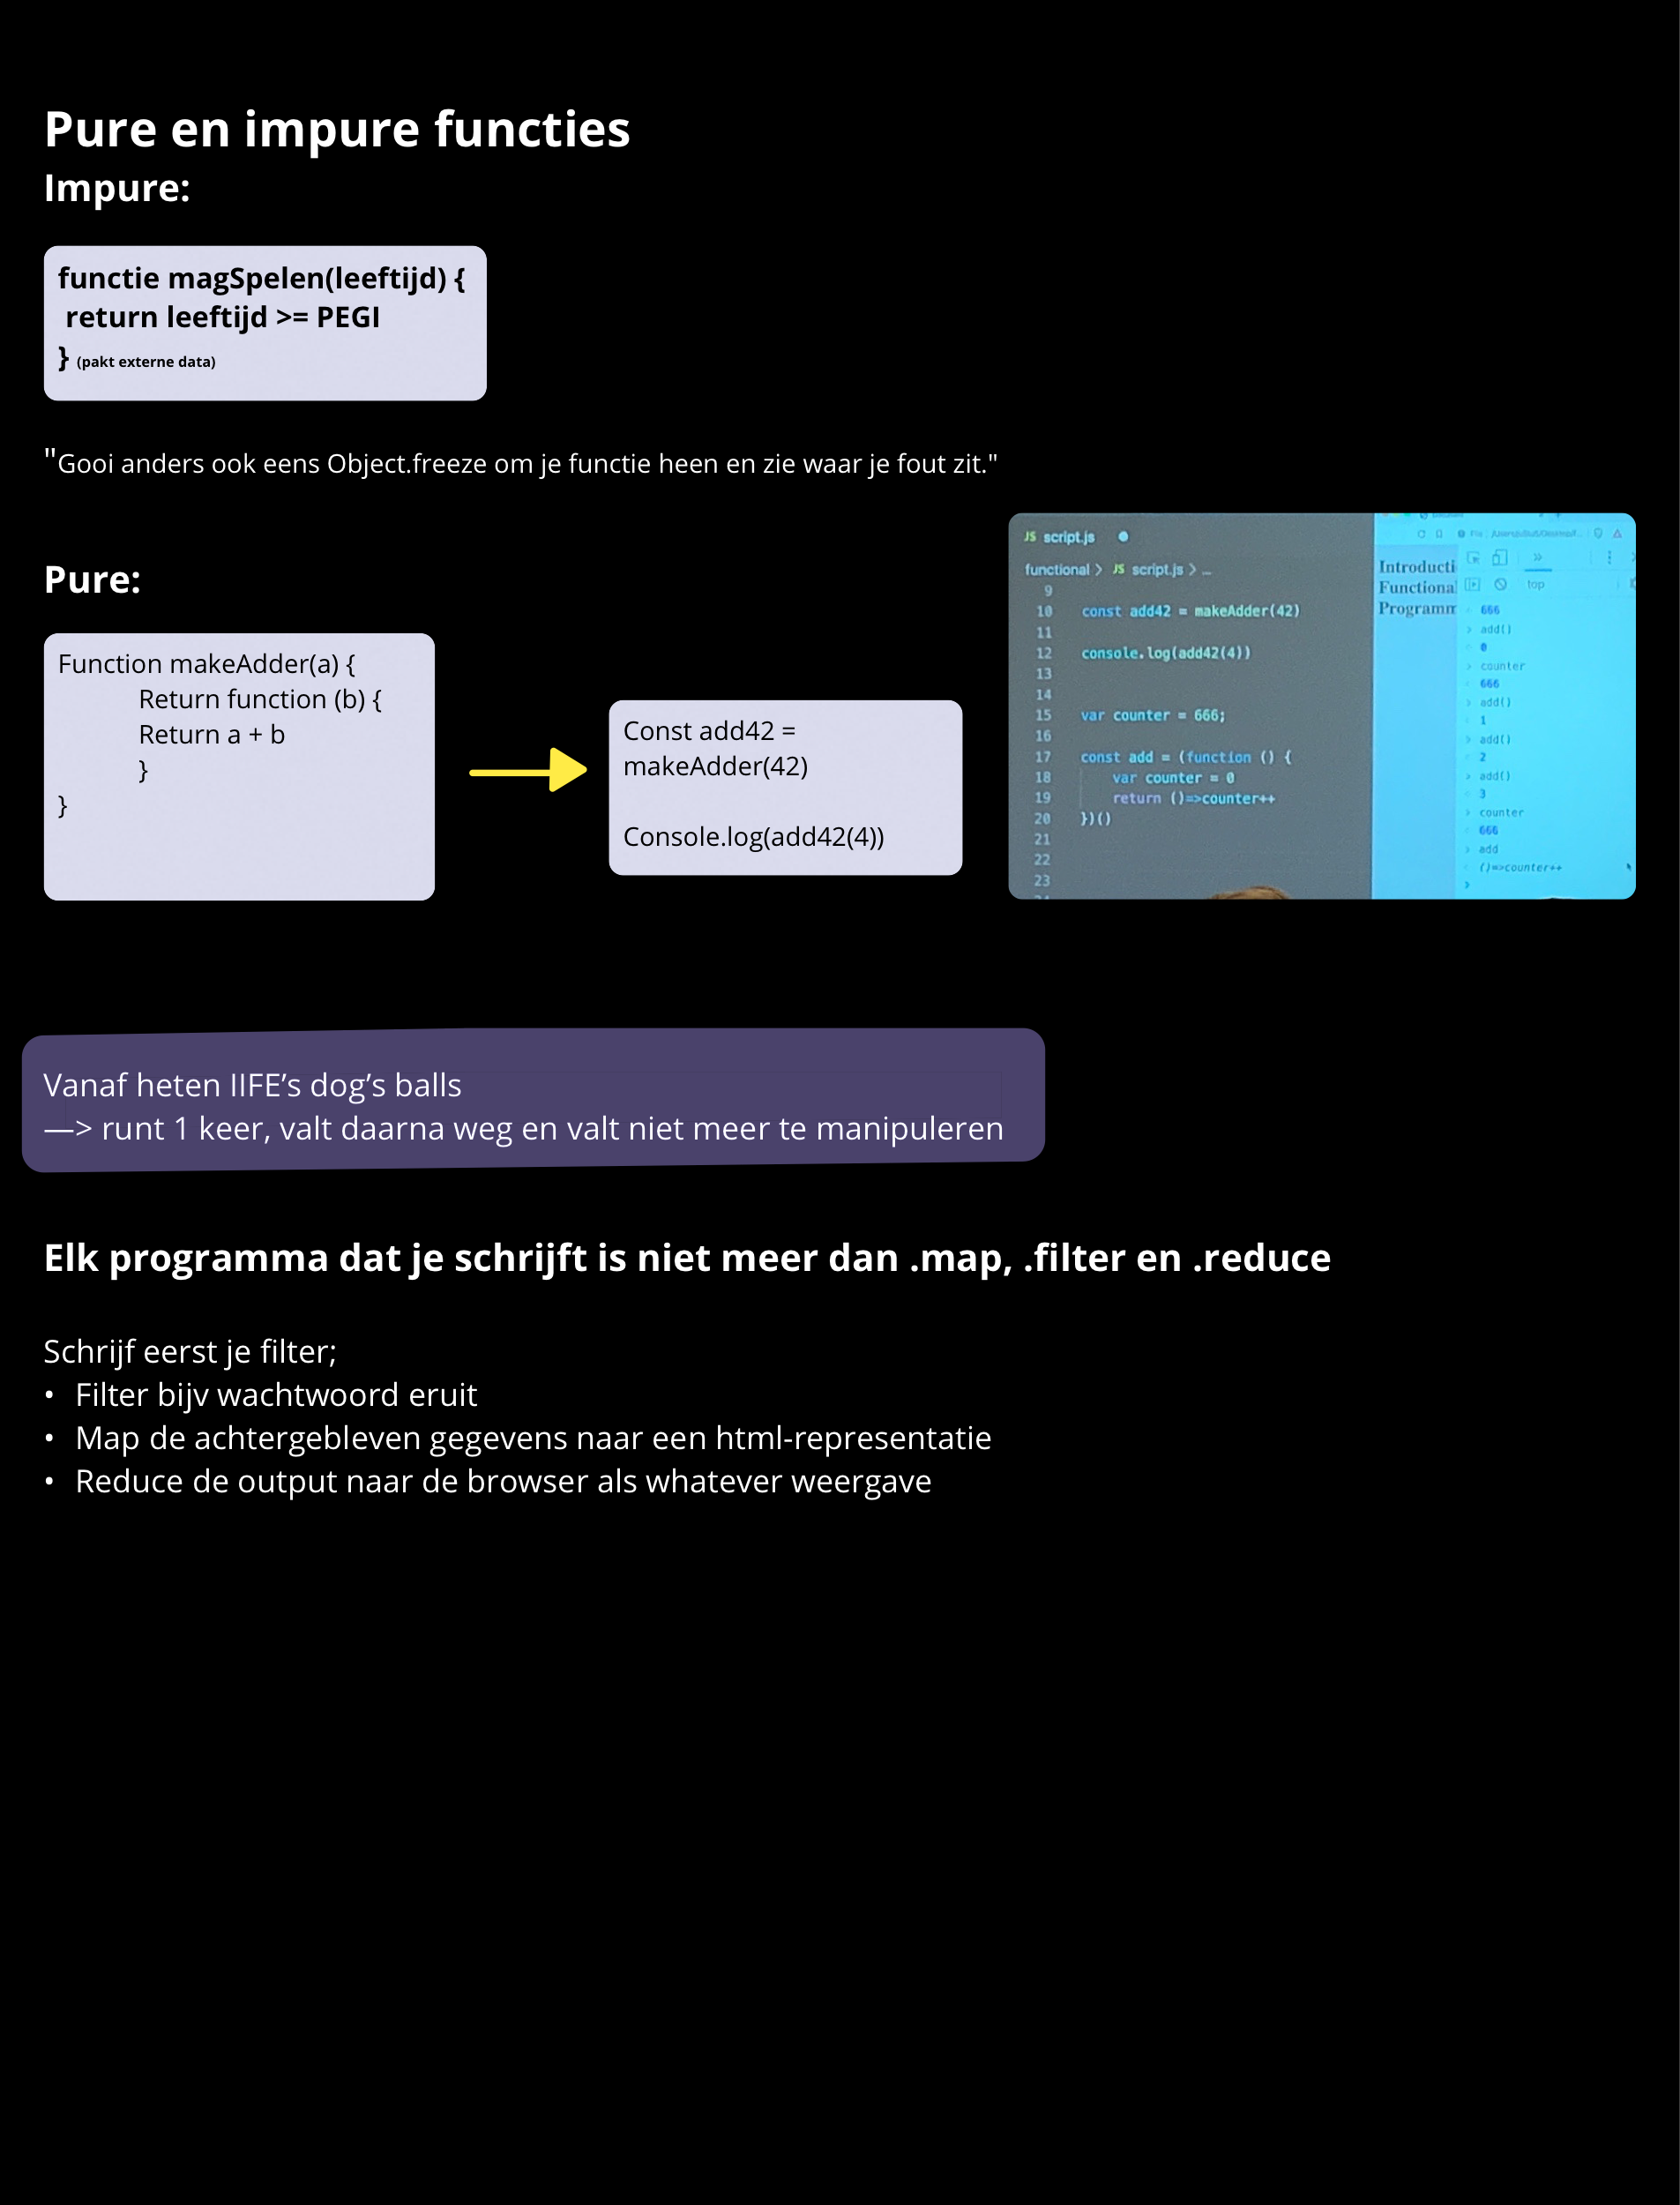 Pure en impure functies
Impure:
functie magSpelen(leeftijd) {
return leeftijd >= PEGI
} (pakt externe data)
"Gooi anders ook eens Object.freeze om je functie heen en zie waar je fout zit."
Pure:
Function makeAdder(a) {
Return function (b) {
Return a + b
}
}
Const add42 =
makeAdder(42)
Console.log(add42(4))
JS script.js
functional > JS script.js > ...
9
10 const add42 = makeAdder(42)
11
12 console.log(add42(4))
13
14
15 var counter = 666;
16
17 const add = (function () {
18 var counter = 0
19 return ()=>counter++
20 })()
21
22
23
Introducti
Functional
Programm
top
666
> add()
0
> counter
666
> add()
1
> add()
2
> add()
3
> counter
666
> add
()=>counter++
>
Vanaf heten IIFE’s dog’s balls
—> runt 1 keer, valt daarna weg en valt niet meer te manipuleren
Elk programma dat je schrijft is niet meer dan .map, .filter en .reduce
Schrijf eerst je filter;
• Filter bijv wachtwoord eruit
• Map de achtergebleven gegevens naar een html-representatie
• Reduce de output naar de browser als whatever weergave